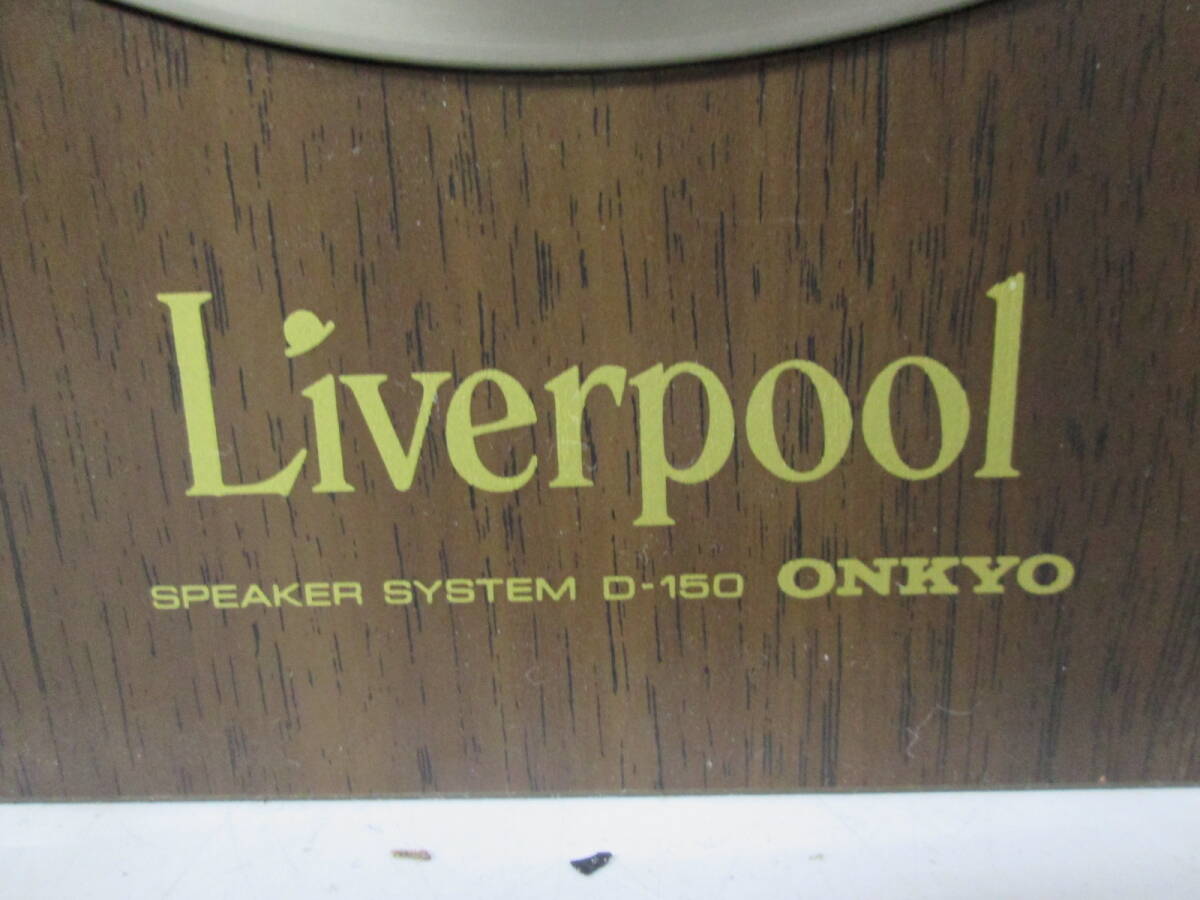 Liverpool
SPEAKER SYSTEM D-150 ONKYO